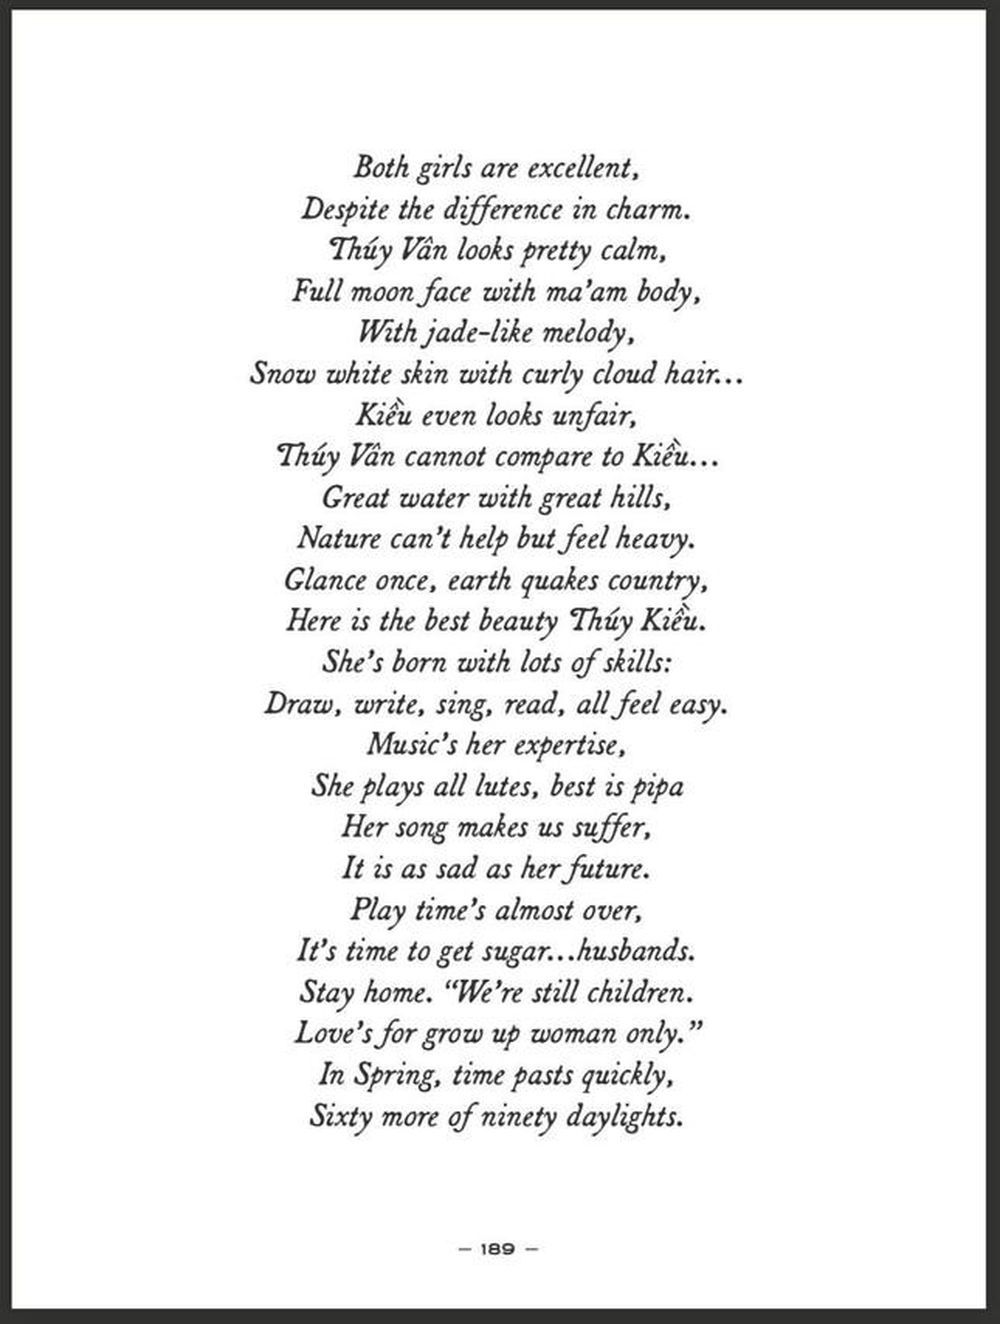 Both girls are excellent,
Despite the difference in charm.
Thúy Vân looks pretty calm,
Full moon face with ma’am body,
With jade-like melody,
Snow white skin with curly cloud hair...
Kiều even looks unfair,
Thúy Vân cannot compare to Kiều...
Great water with great hills,
Nature can’t help but feel heavy.
Glance once, earth quakes country,
Here is the best beauty Thúy Kiều.
She’s born with lots of skills:
Draw, write, sing, read, all feel easy.
Music’s her expertise,
She plays all lutes, best is pipa
Her song makes us suffer,
It is as sad as her future.
Play time’s almost over,
It’s time to get sugar...husbands.
Stay home. “We’re still children.
Love’s for grow up woman only.”
In Spring, time pasts quickly,
Sixty more of ninety daylights.
– 189 –